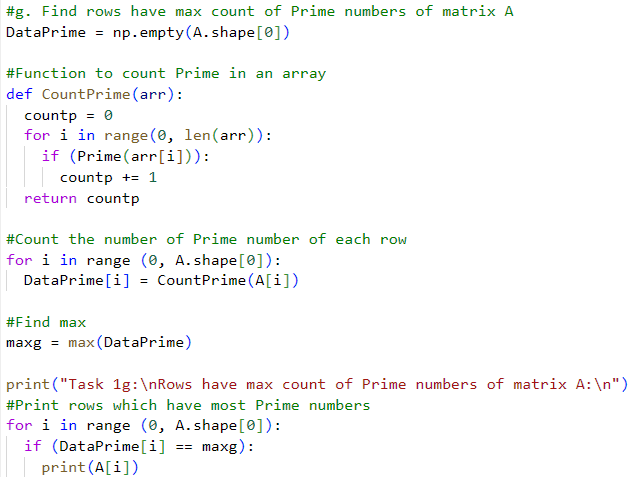 #g. Find rows have max count of Prime numbers of matrix A
DataPrime = np.empty(A.shape[0])

#Function to count Prime in an array
def CountPrime(arr):
  countp = 0
  for i in range(0, len(arr)):
    if (Prime(arr[i])):
      countp += 1
  return countp

#Count the number of Prime number of each row
for i in range (0, A.shape[0]):
  DataPrime[i] = CountPrime(A[i])

#Find max
maxg = max(DataPrime)

print("Task 1g:\nRows have max count of Prime numbers of matrix A:\n")
#Print rows which have most Prime numbers
for i in range (0, A.shape[0]):
  if (DataPrime[i] == maxg):
    print(A[i])